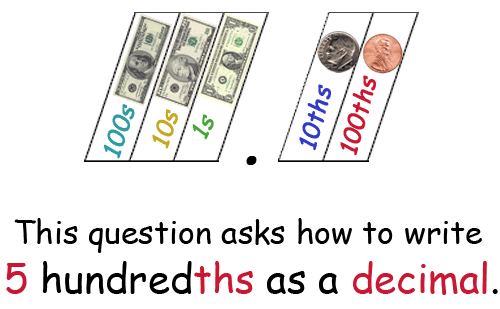 100s 10s 1s . 10ths 100ths
This question asks how to write
5 hundredths as a decimal.